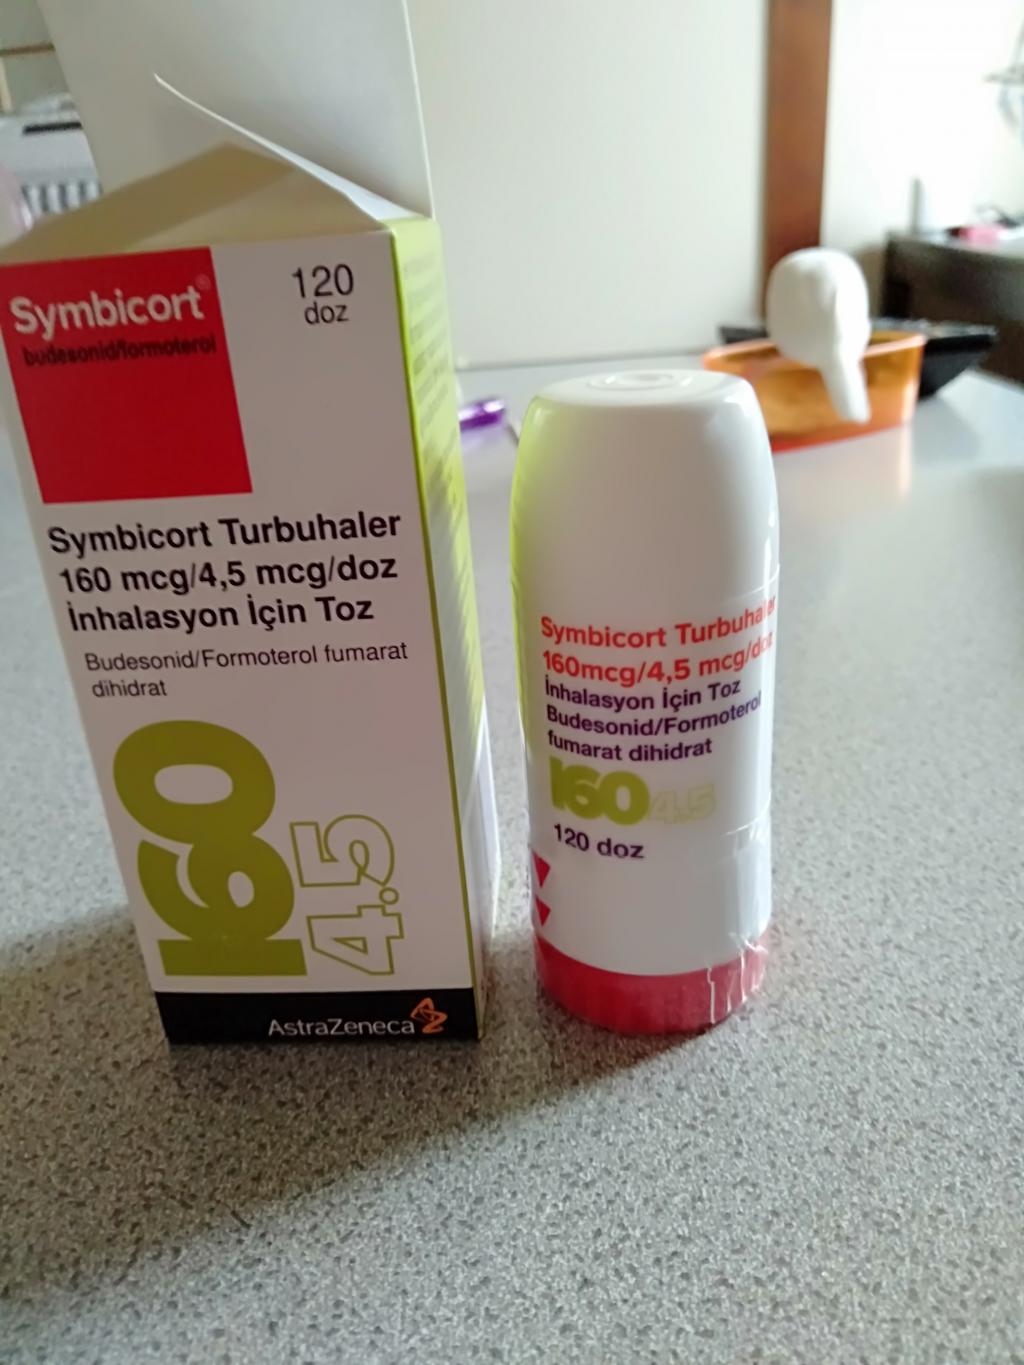 Symbicort®
budesonid/formoterol
120
doz
Symbicort Turbuhaler
160 mcg/4,5 mcg/doz
İnhalasyon İçin Toz
Budesonid/Formoterol fumarat
dihidrat
160
4.5
AstraZeneca
Symbicort Turbuhaler
160mcg/4,5 mcg/doz
İnhalasyon İçin Toz
Budesonid/Formoterol
fumarat dihidrat
160 4.5
120 doz